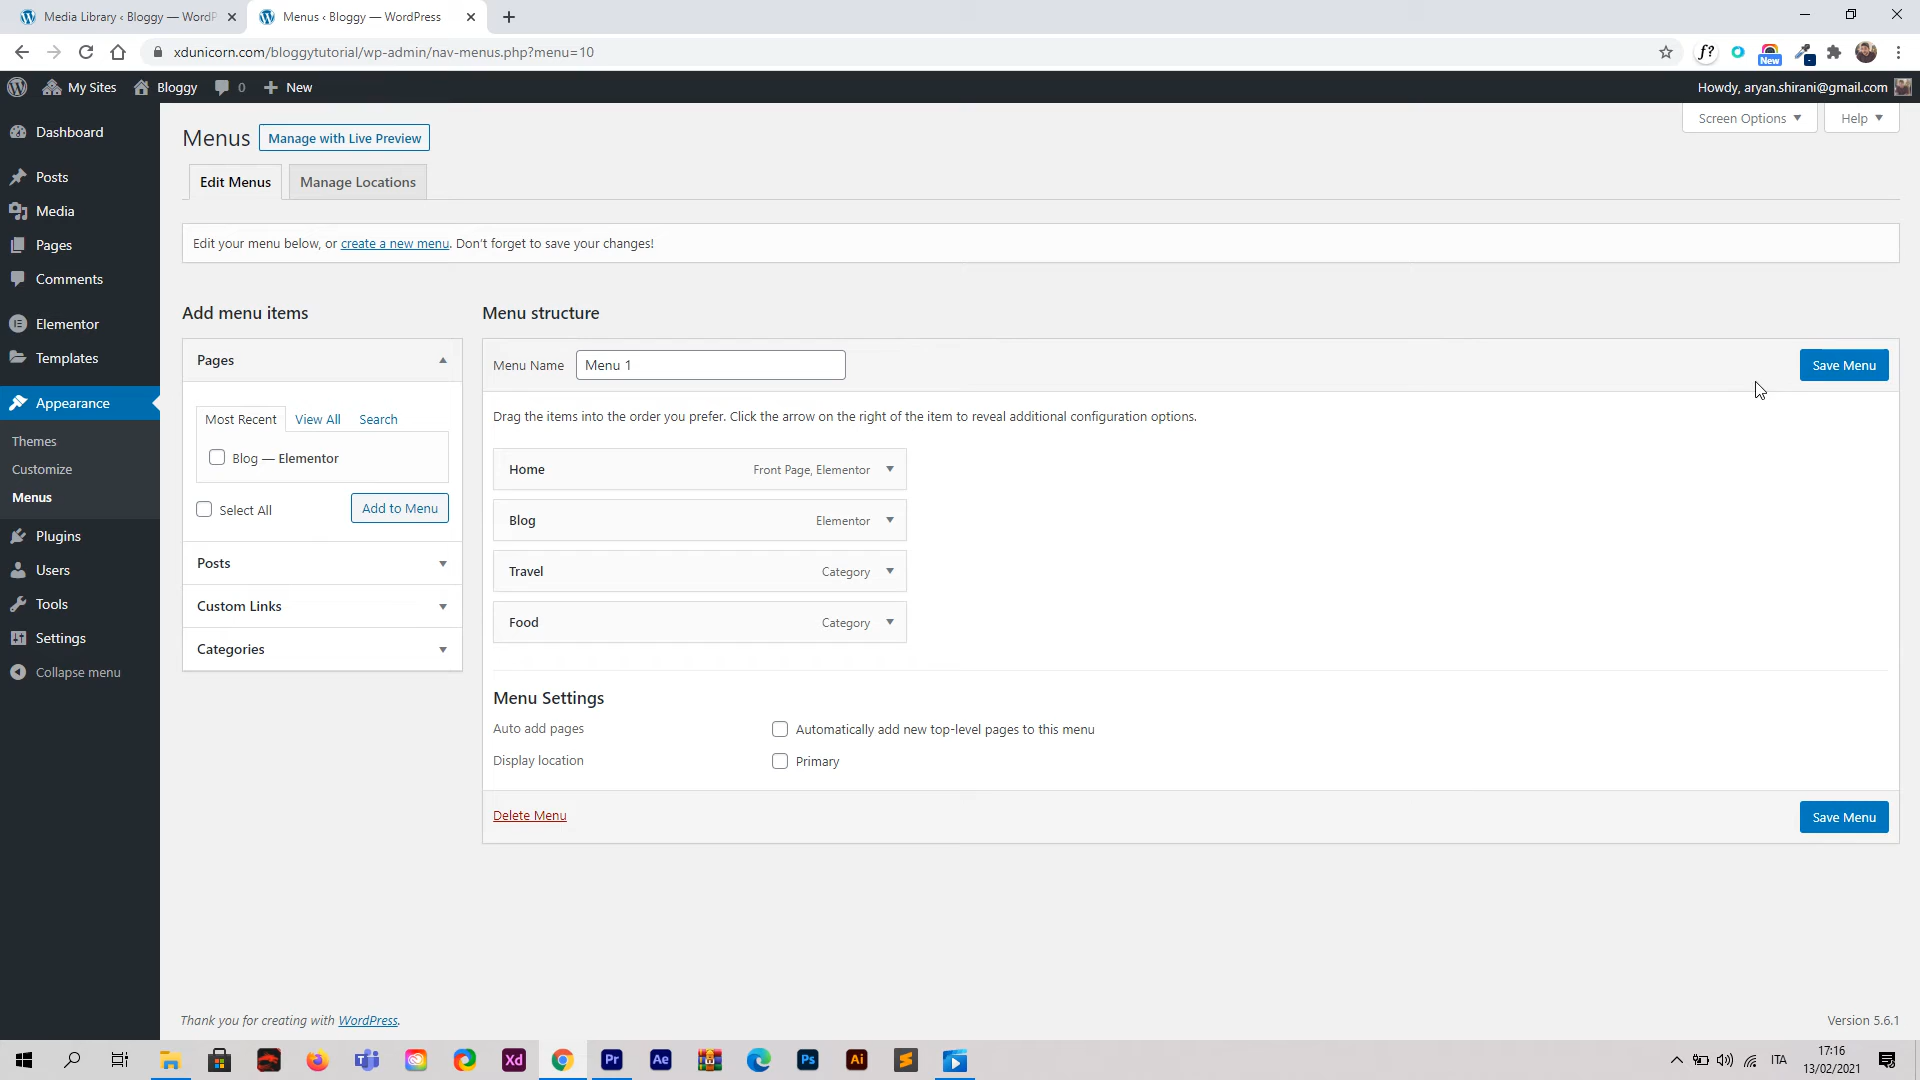 Media Library ‹ Bloggy — WordP
Menus ‹ Bloggy — WordPress
xdunicorn.com/bloggytutorial/wp-admin/nav-menus.php?menu=10
f?
New
My Sites
Bloggy
0
New
Howdy, aryan.shirani@gmail.com
Dashboard
Posts
Media
Pages
Comments
Elementor
Templates
Appearance
Themes
Customize
Menus
Plugins
Users
Tools
Settings
Collapse menu
Menus
Manage with Live Preview
Screen Options
Help
Edit Menus
Manage Locations
Edit your menu below, or create a new menu. Don't forget to save your changes!
Add menu items
Pages
Most Recent
View All
Search
Blog — Elementor
Select All
Add to Menu
Posts
Custom Links
Categories
Menu structure
Menu Name
Menu 1
Save Menu
Drag the items into the order you prefer. Click the arrow on the right of the item to reveal additional configuration options.
Home
Front Page, Elementor
Blog
Elementor
Travel
Category
Food
Category
Menu Settings
Auto add pages
Automatically add new top-level pages to this menu
Display location
Primary
Delete Menu
Save Menu
Thank you for creating with WordPress.
Version 5.6.1
Xd
Pr
Ae
Ps
Ai
ITA
17:16
13/02/2021